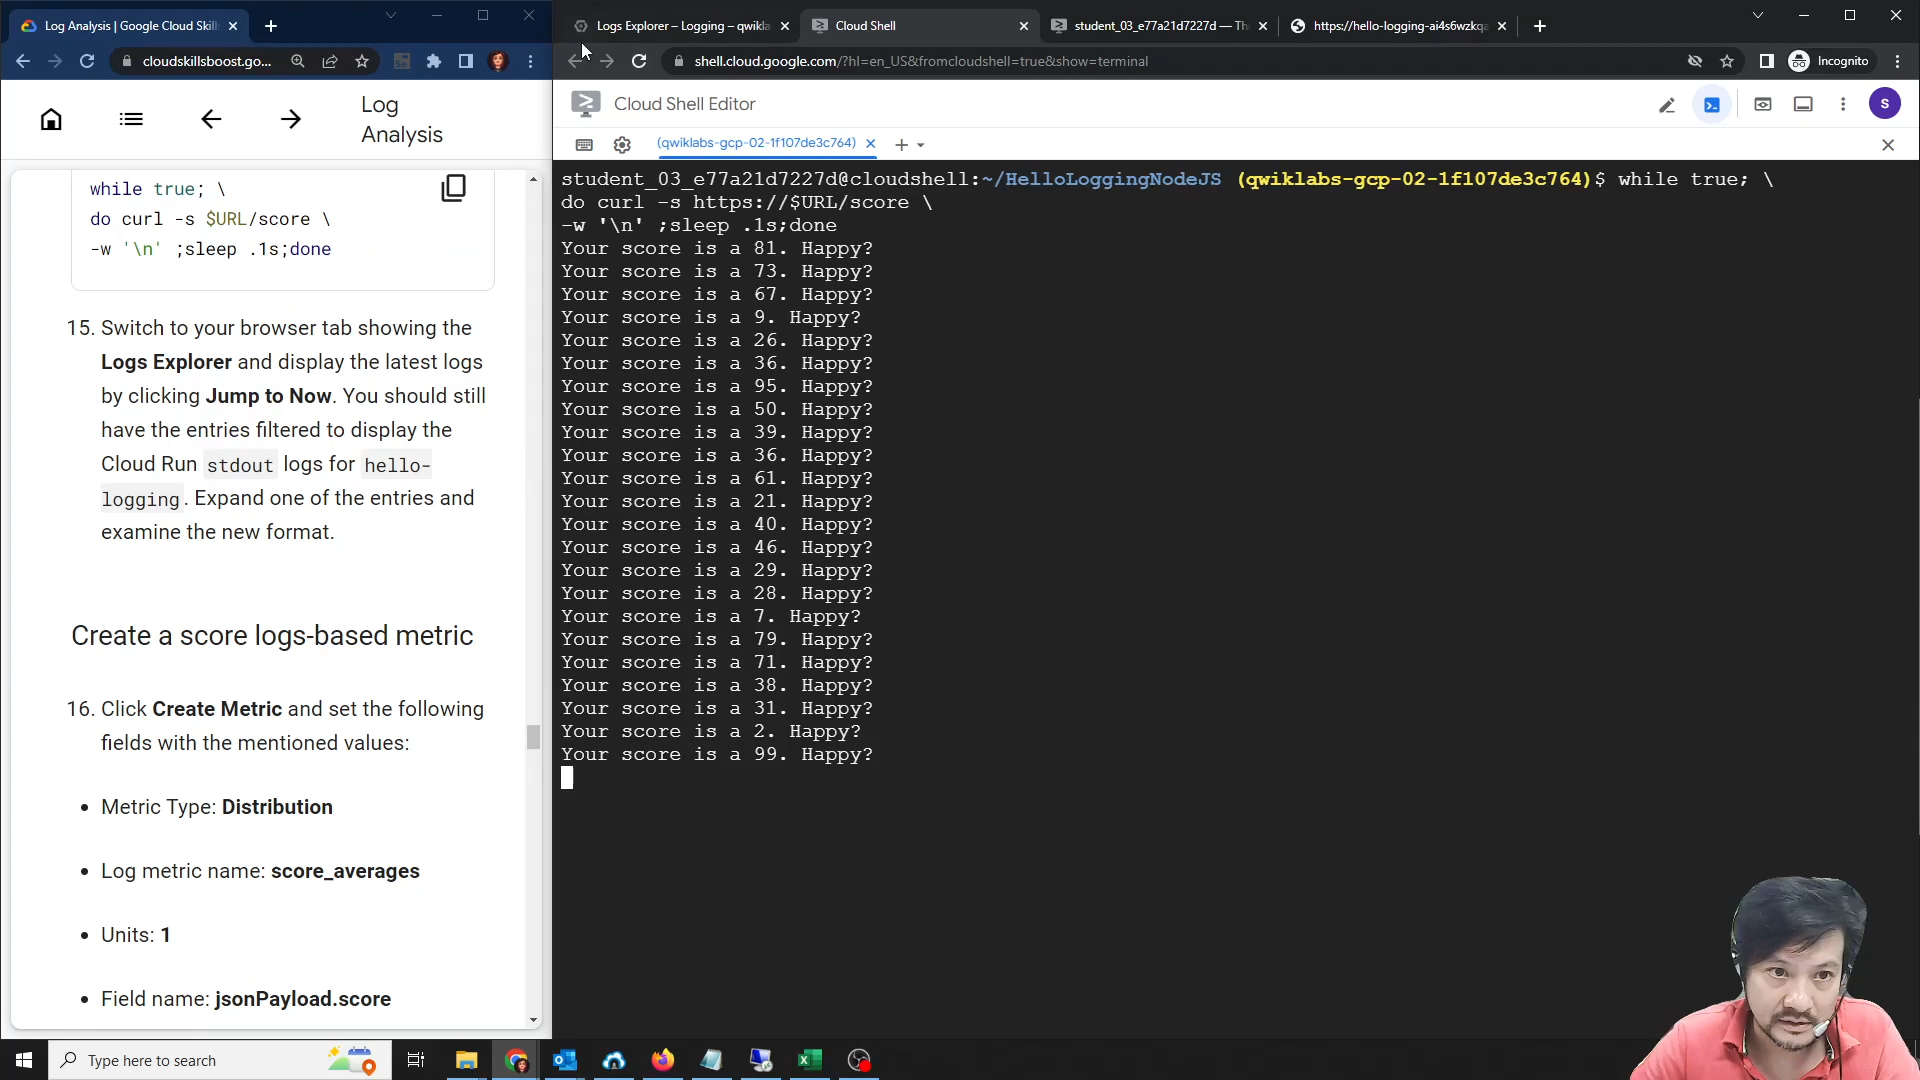 Log Analysis | Google Cloud Skills
cloudskillsboost.go...
Log
Analysis
while true; \
do curl -s $URL/score \
-w '\n' ;sleep .1s;done
15. Switch to your browser tab showing the
Logs Explorer and display the latest logs
by clicking Jump to Now. You should still
have the entries filtered to display the
Cloud Run stdout logs for hello-
logging. Expand one of the entries and
examine the new format.
Create a score logs-based metric
16. Click Create Metric and set the following
fields with the mentioned values:
• Metric Type: Distribution
• Log metric name: score_averages
• Units: 1
• Field name: jsonPayload.score
Logs Explorer – Logging – qwikla
Cloud Shell
student_03_e77a21d7227d — Th
https://hello-logging-ai4s6wzkqa
shell.cloud.google.com/?hl=en_US&fromcloudshell=true&show=terminal
Incognito
Cloud Shell Editor
S
(qwiklabs-gcp-02-1f107de3c764)
student_03_e77a21d7227d@cloudshell:~/HelloLoggingNodeJS (qwiklabs-gcp-02-1f107de3c764)$ while true; \
do curl -s https://$URL/score \
-w '\n' ;sleep .1s;done
Your score is a 81. Happy?
Your score is a 73. Happy?
Your score is a 67. Happy?
Your score is a 9. Happy?
Your score is a 26. Happy?
Your score is a 36. Happy?
Your score is a 95. Happy?
Your score is a 50. Happy?
Your score is a 39. Happy?
Your score is a 36. Happy?
Your score is a 61. Happy?
Your score is a 21. Happy?
Your score is a 40. Happy?
Your score is a 46. Happy?
Your score is a 29. Happy?
Your score is a 28. Happy?
Your score is a 7. Happy?
Your score is a 79. Happy?
Your score is a 71. Happy?
Your score is a 38. Happy?
Your score is a 31. Happy?
Your score is a 2. Happy?
Your score is a 99. Happy?
Type here to search